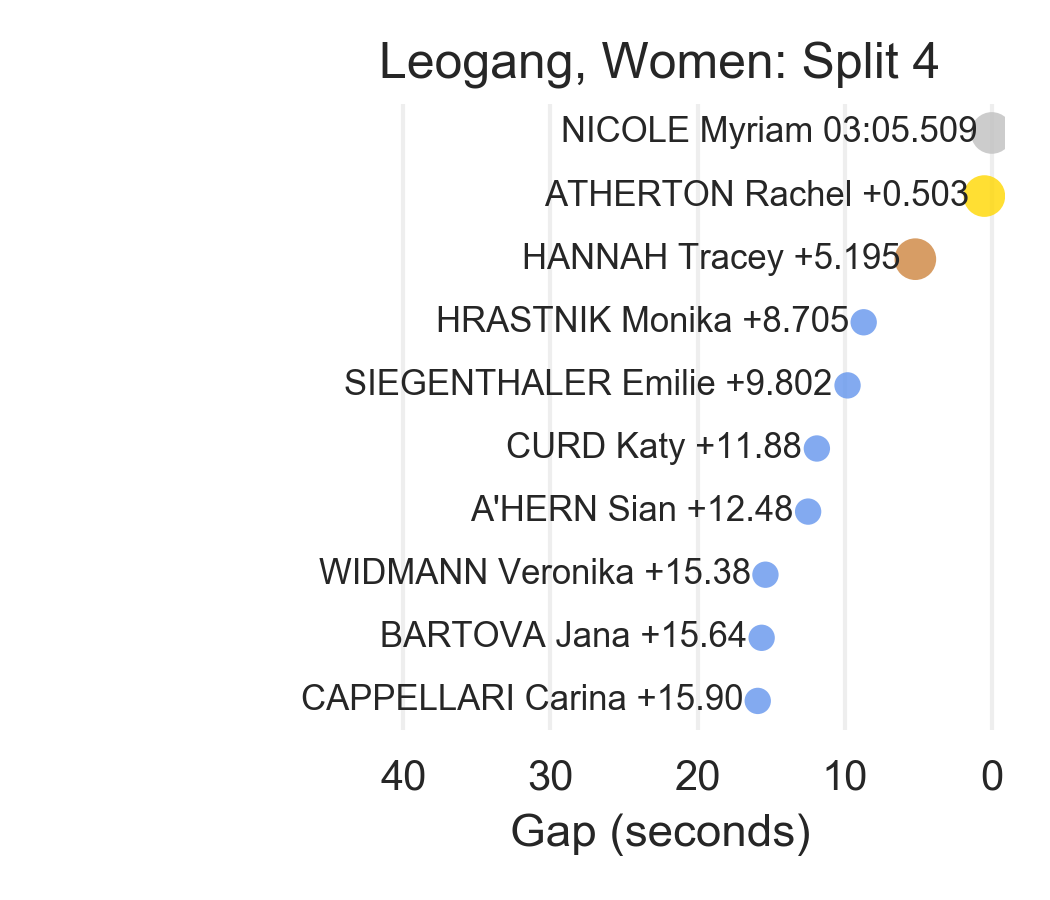 Leogang, Women: Split 4
NICOLE Myriam 03:05.509
ATHERTON Rachel +0.503
HANNAH Tracey +5.195
HRASTNIK Monika +8.705
SIEGENTHALER Emilie +9.802
CURD Katy +11.88
A'HERN Sian +12.48
WIDMANN Veronika +15.38
BARTOVA Jana +15.64
CAPPELLARI Carina +15.90
40 30 20 10 0
Gap (seconds)